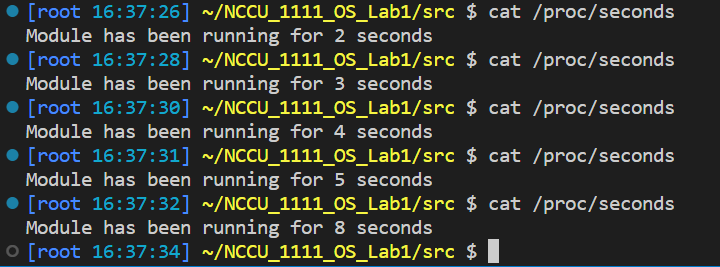 [root 16:37:26] ~/NCCU_1111_OS_Lab1/src $ cat /proc/seconds
Module has been running for 2 seconds
[root 16:37:28] ~/NCCU_1111_OS_Lab1/src $ cat /proc/seconds
Module has been running for 3 seconds
[root 16:37:30] ~/NCCU_1111_OS_Lab1/src $ cat /proc/seconds
Module has been running for 4 seconds
[root 16:37:31] ~/NCCU_1111_OS_Lab1/src $ cat /proc/seconds
Module has been running for 5 seconds
[root 16:37:32] ~/NCCU_1111_OS_Lab1/src $ cat /proc/seconds
Module has been running for 8 seconds
[root 16:37:34] ~/NCCU_1111_OS_Lab1/src $